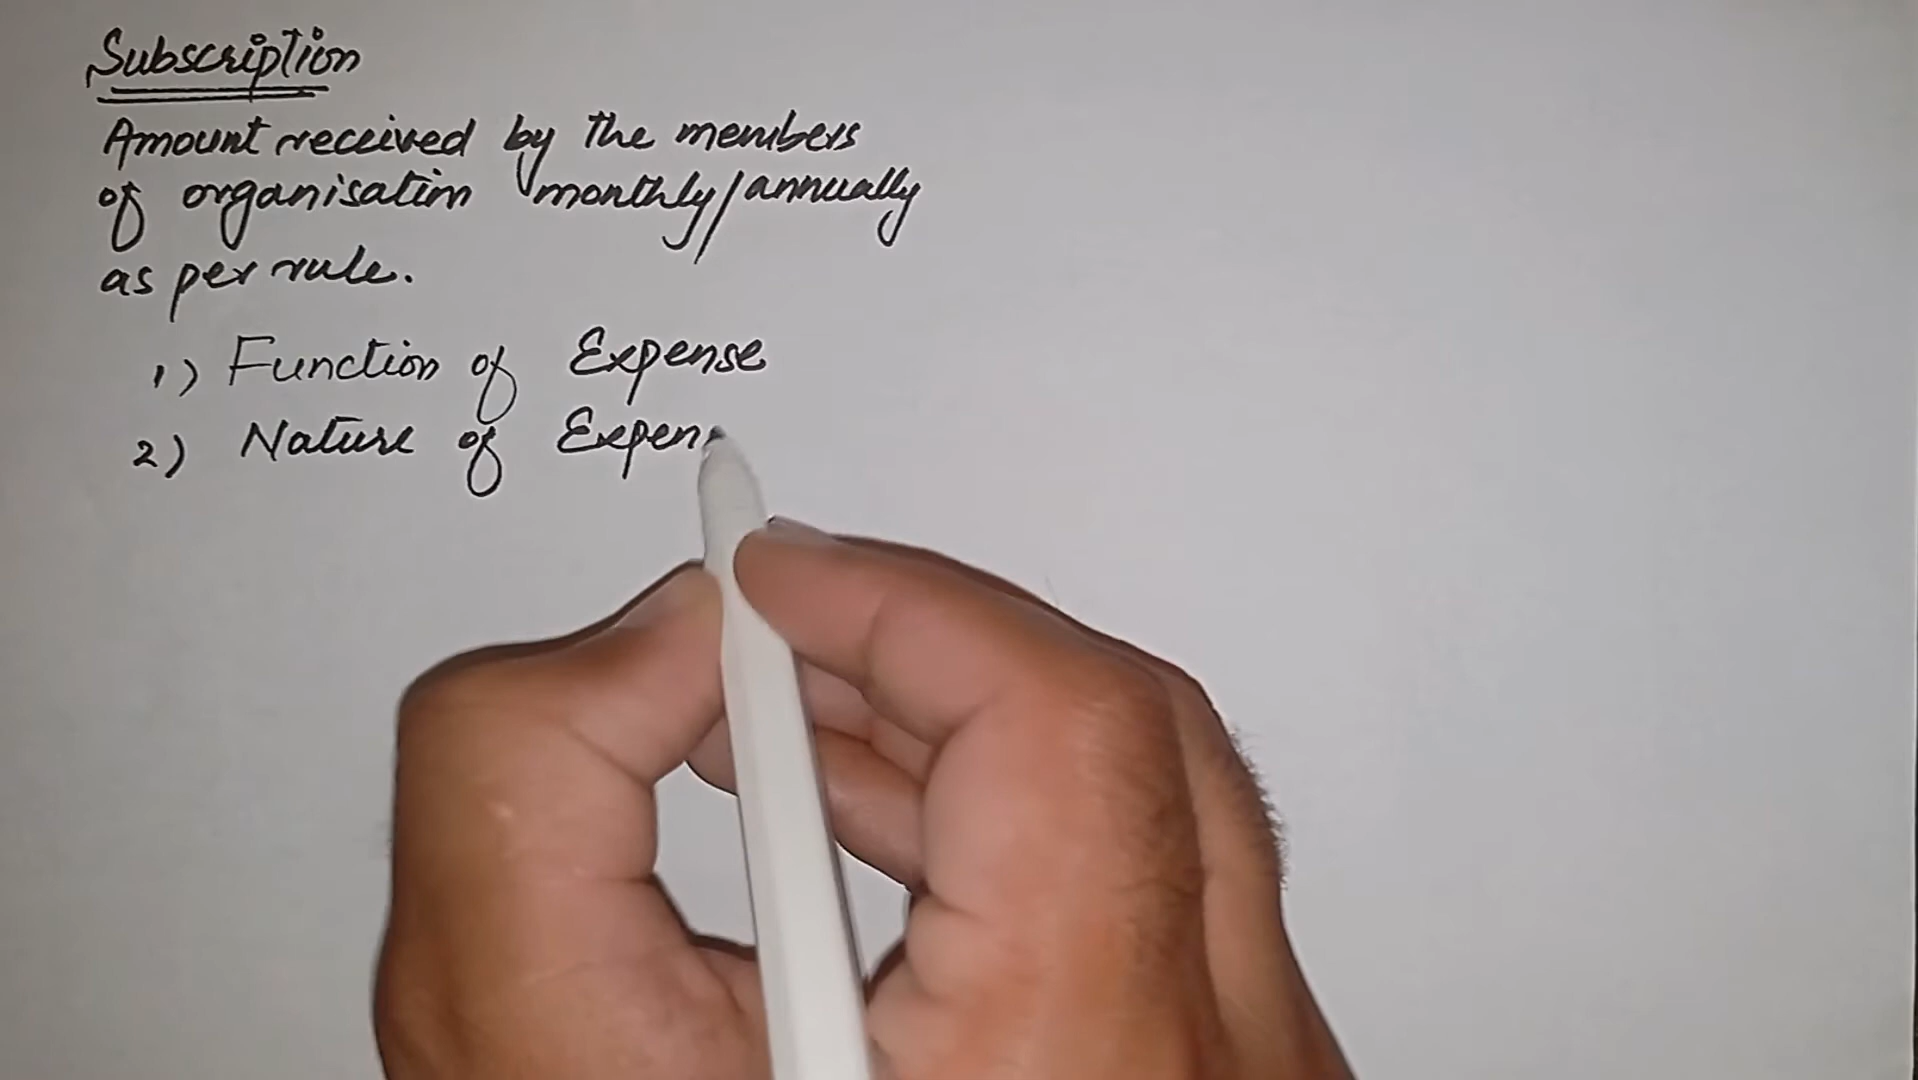 Subscription
Amount received by the members
of organisation monthly/annually
as per rule.
1) Function of Expense
2) Nature of Expen